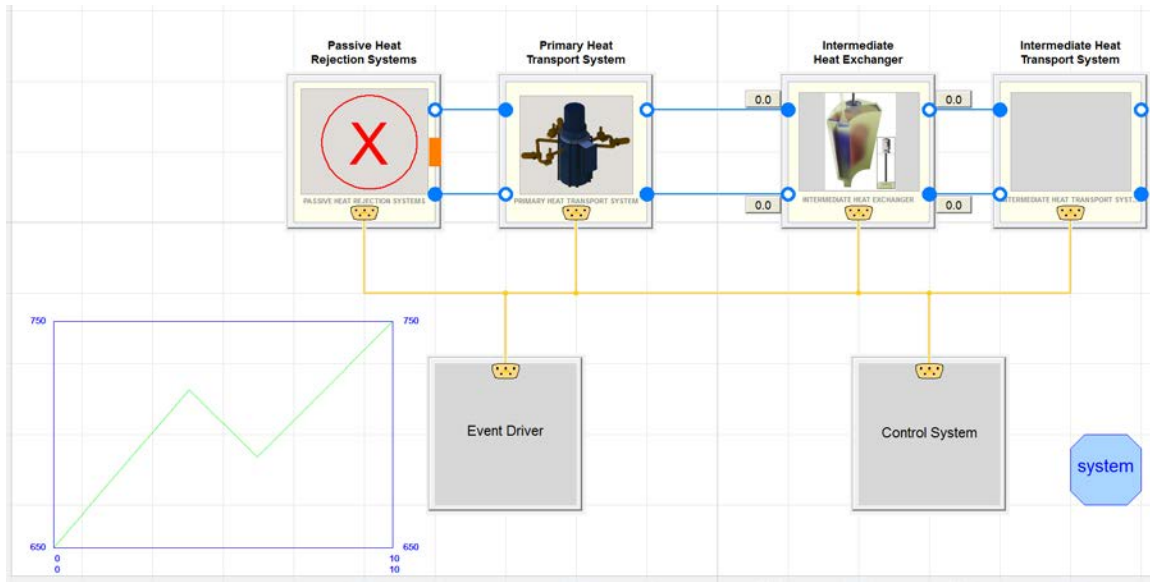 Passive Heat
Rejection Systems
Primary Heat
Transport System
Intermediate
Heat Exchanger
Intermediate Heat
Transport System
0.0
0.0
X
PASSIVE HEAT REJECTION SYSTEMS
PRIMARY HEAT TRANSPORT SYSTEM
INTERMEDIATE HEAT EXCHANGER
INTERMEDIATE HEAT TRANSPORT SYST...
0.0
0.0
750
750
Event Driver
Control System
system
650
650
0
10
0
10